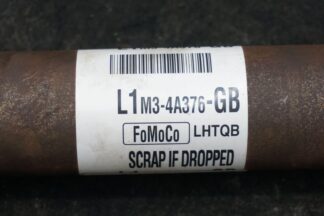 L1M3-4A376-GB
FoMoCo LHTQB
SCRAP IF DROPPED